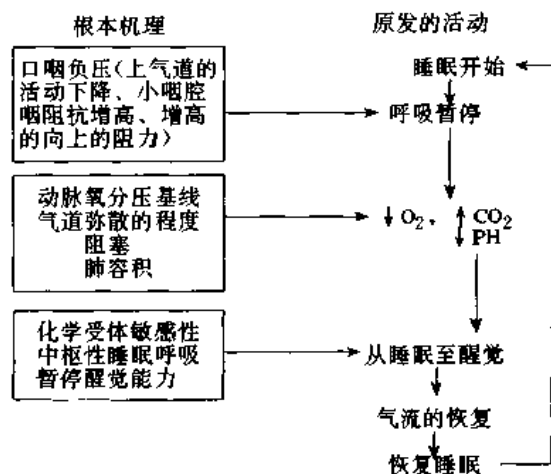 根本机理
原发的活动
口咽负压(上气道的
活动下降、小咽腔
咽阻抗增高、增高
的向上的阻力)
睡眠开始
呼吸暂停
动脉氧分压基线
气道弥散的程度
阻塞
肺容积
↓O₂, ↑CO₂
↓PH
化学受体敏感性
中枢性睡眠呼吸
暂停醒觉能力
从睡眠至醒觉
气流的恢复
恢复睡眠